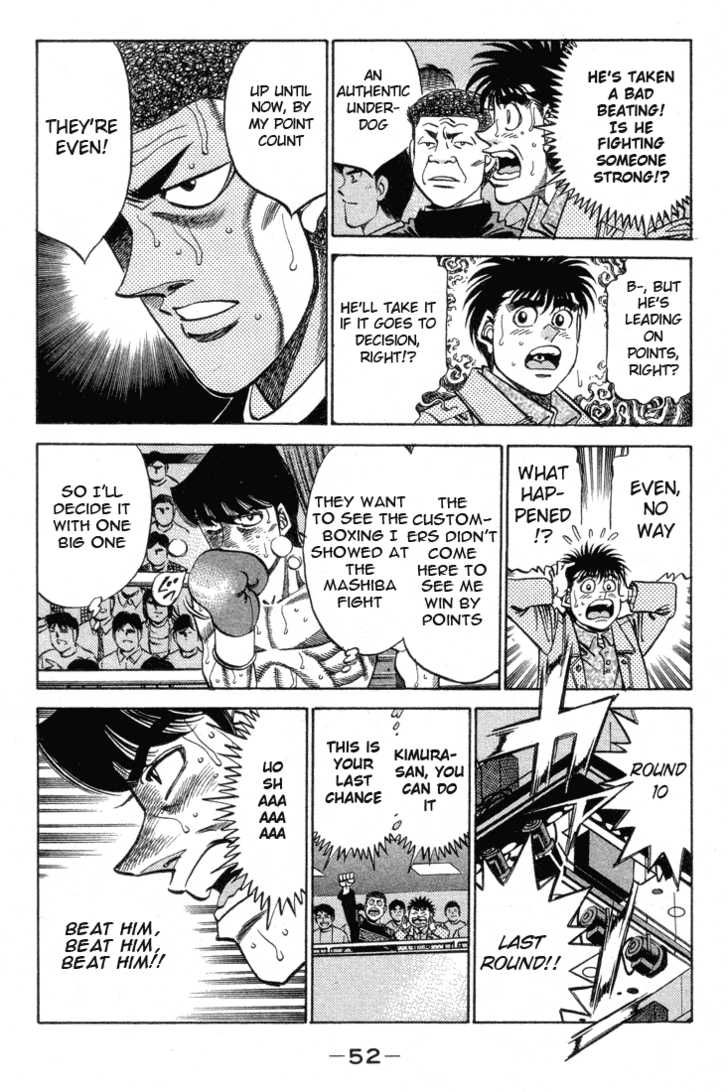 HE'S TAKEN
A BAD
BEATING!
IS HE
FIGHTING
SOMEONE
STRONG!?
AN
AUTHENTIC
UNDER-
DOG
UP UNTIL
NOW, BY
MY POINT
COUNT
THEY'RE
EVEN!
B-, BUT
HE'S
LEADING
ON
POINTS,
RIGHT?
HE'LL TAKE IT
IF IT GOES TO
DECISION,
RIGHT!?
EVEN,
NO
WAY
WHAT
HAP-
PENED
!?
THE
CUSTOM-
ERS DIDN'T
COME
HERE TO
SEE ME
WIN BY
POINTS
THEY WANT
TO SEE THE
BOXING I
SHOWED AT
THE
MASHIBA
FIGHT
SO I'LL
DECIDE IT
WITH ONE
BIG ONE
ROUND
10
LAST
ROUND!!
KIMURA-
SAN, YOU
CAN DO
IT
THIS IS
YOUR
LAST
CHANCE
UO
SH
AAA
AAA
AAA
BEAT HIM,
BEAT HIM,
BEAT HIM!!
—52—